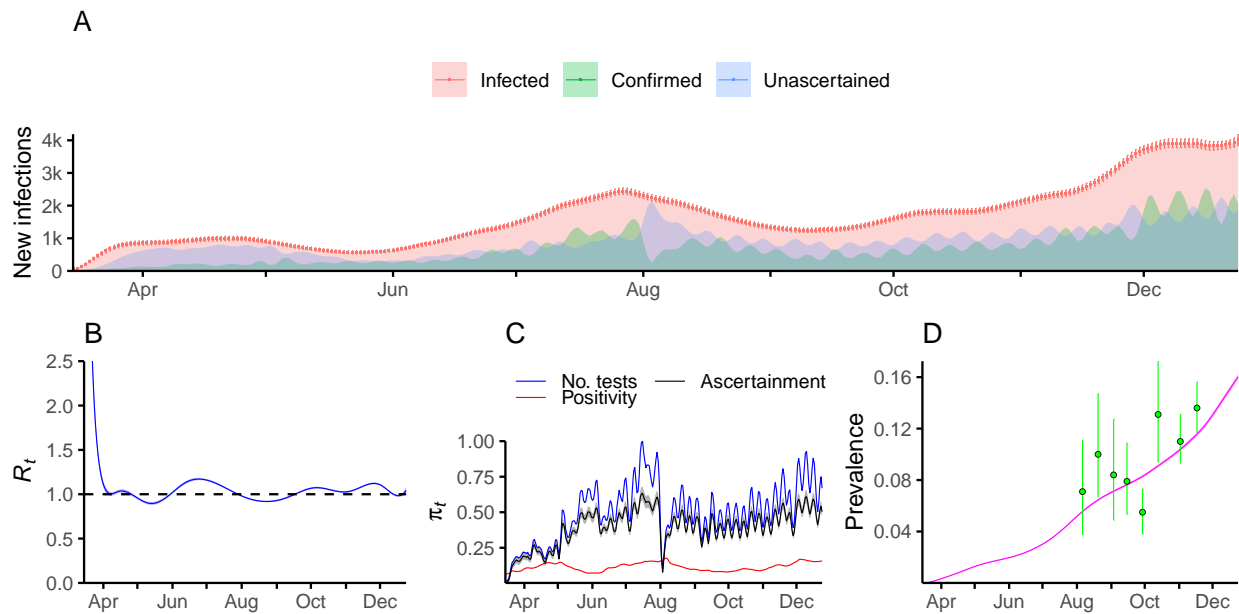 A
Infected Confirmed Unascertained
New infections
4k
3k
2k
1k
0
Apr Jun Aug Oct Dec
B
R_t
2.5
2.0
1.5
1.0
0.5
0.0
Apr Jun Aug Oct Dec
C
No. tests Ascertainment
Positivity
π_t
1.00
0.75
0.50
0.25
Apr Jun Aug Oct Dec
D
Prevalence
0.16
0.12
0.08
0.04
Apr Jun Aug Oct Dec